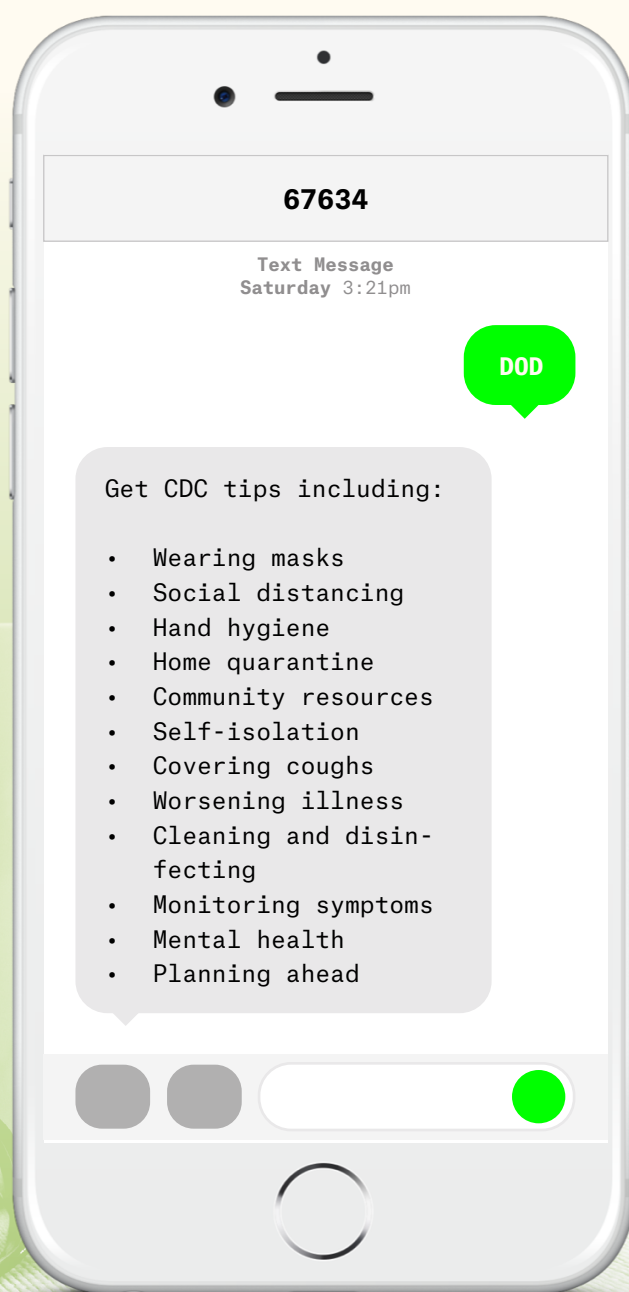 67634
Text Message
Saturday 3:21pm
DOD
Get CDC tips including:
• Wearing masks
• Social distancing
• Hand hygiene
• Home quarantine
• Community resources
• Self-isolation
• Covering coughs
• Worsening illness
• Cleaning and disin-
fecting
• Monitoring symptoms
• Mental health
• Planning ahead